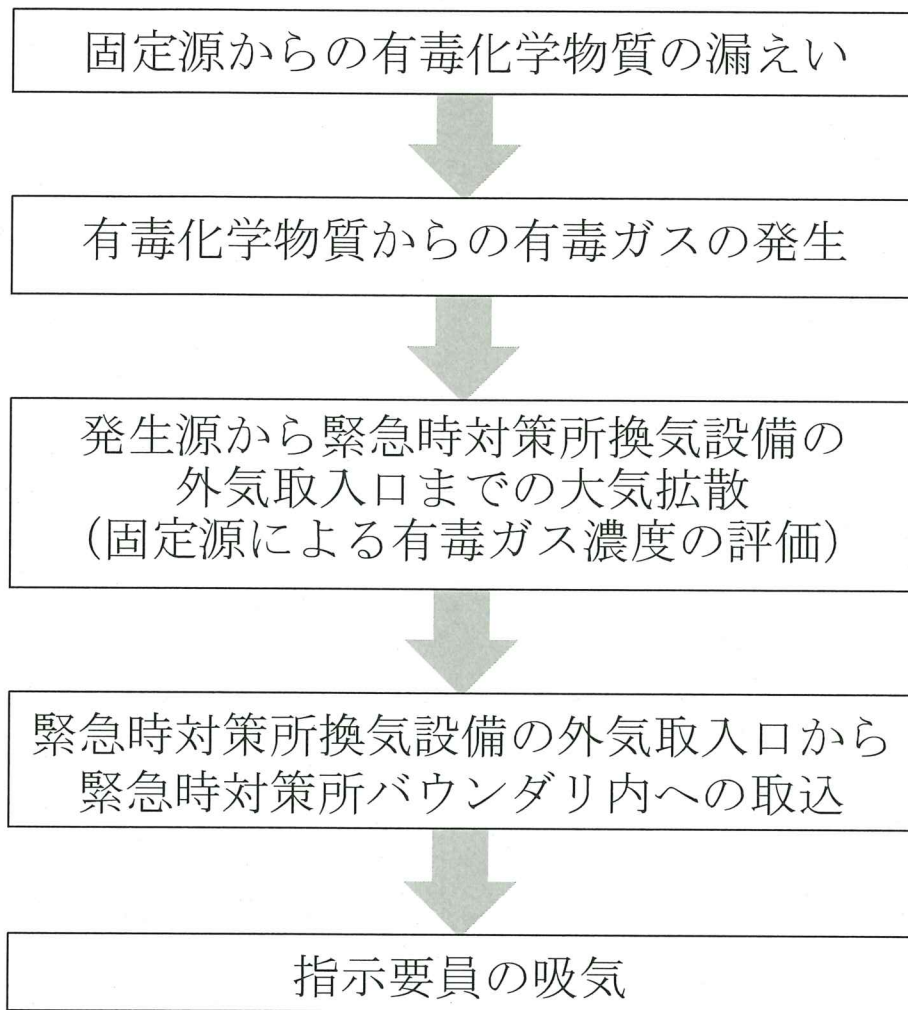 固定源からの有毒化学物質の漏えい
有毒化学物質からの有毒ガスの発生
発生源から緊急時対策所換気設備の
外気取入口までの大気拡散
(固定源による有毒ガス濃度の評価)
緊急時対策所換気設備の外気取入口から
緊急時対策所バウンダリ内への取込
指示要員の吸気